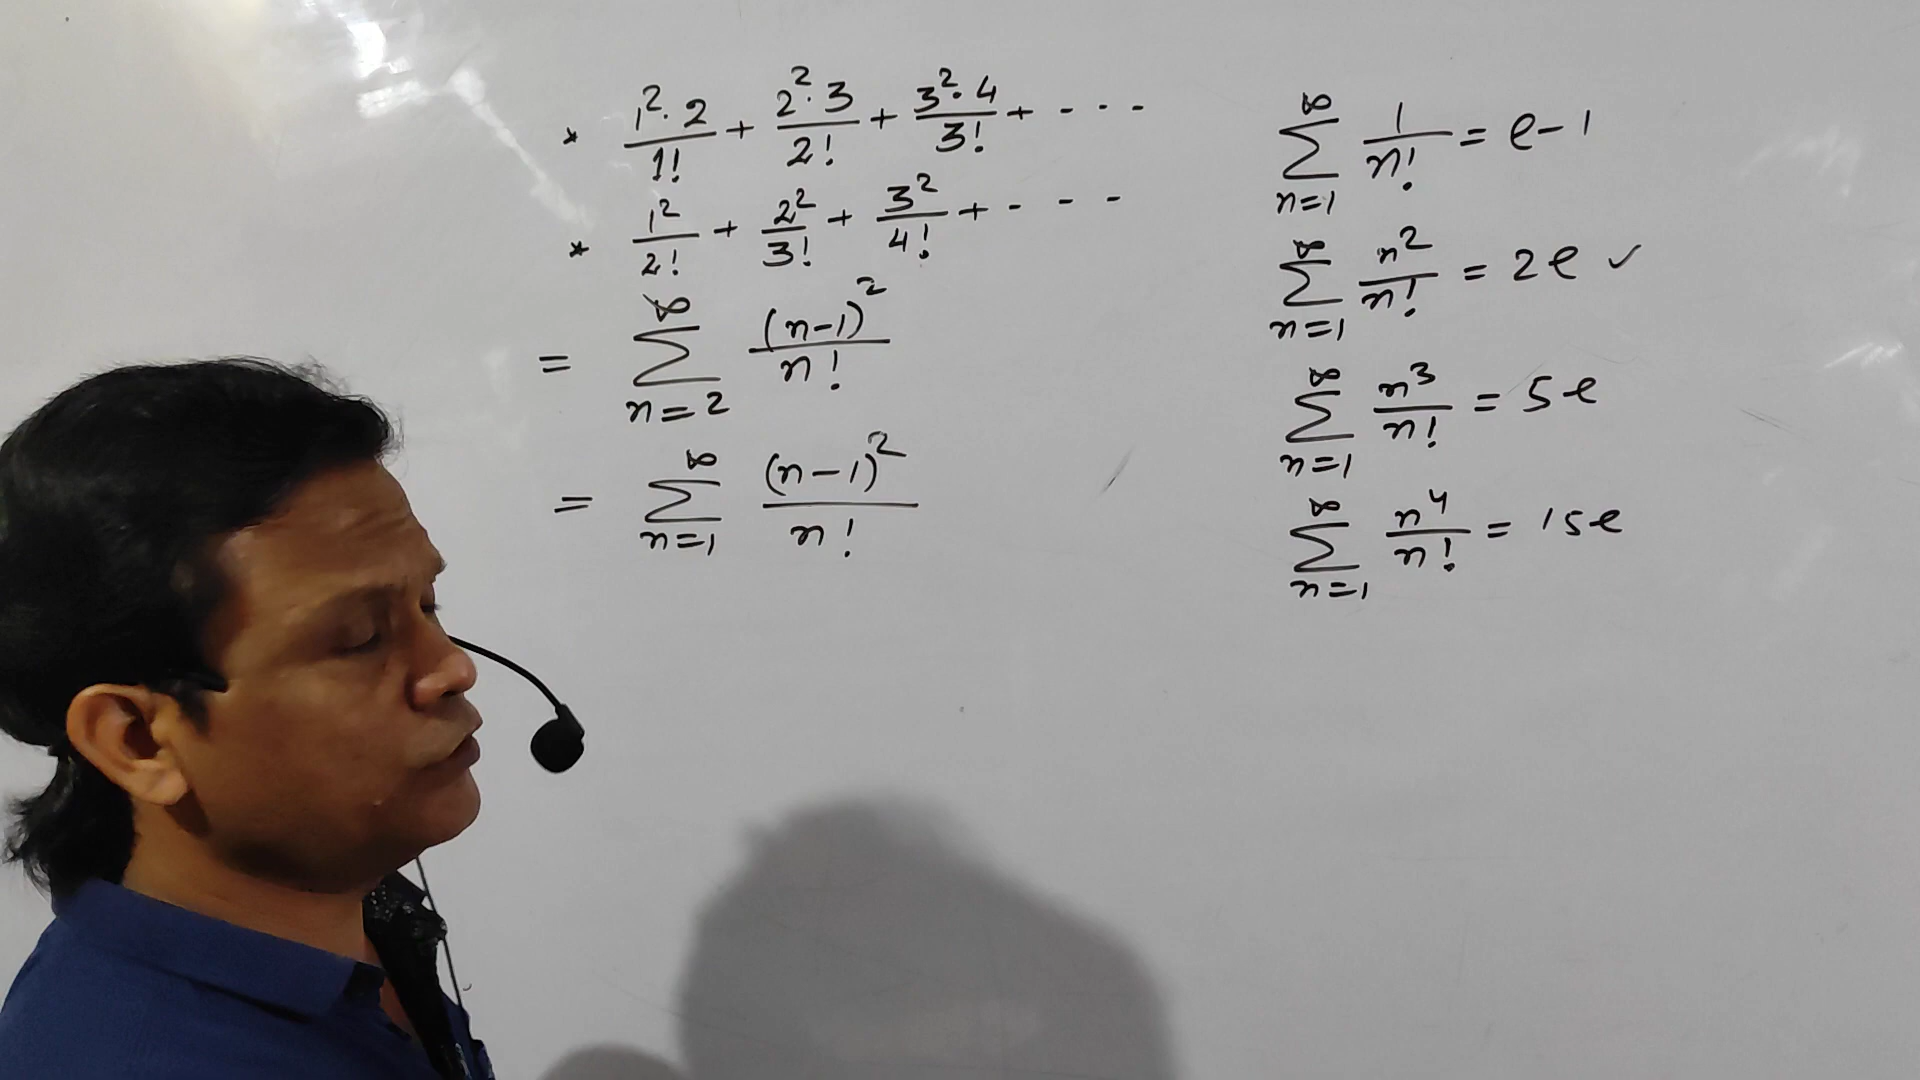 * 1²·2/1! + 2²·3/2! + 3²·4/3! + - - -
* 1²/2! + 2²/3! + 3²/4! + - - - -
= ∞∑n=2 (n-1)²/n!
= ∞∑n=1 (n-1)²/n!
∞∑n=1 1/n! = e-1
∞∑n=1 n²/n! = 2e ✓
∞∑n=1 n³/n! = 5e
∞∑n=1 n⁴/n! = 15e